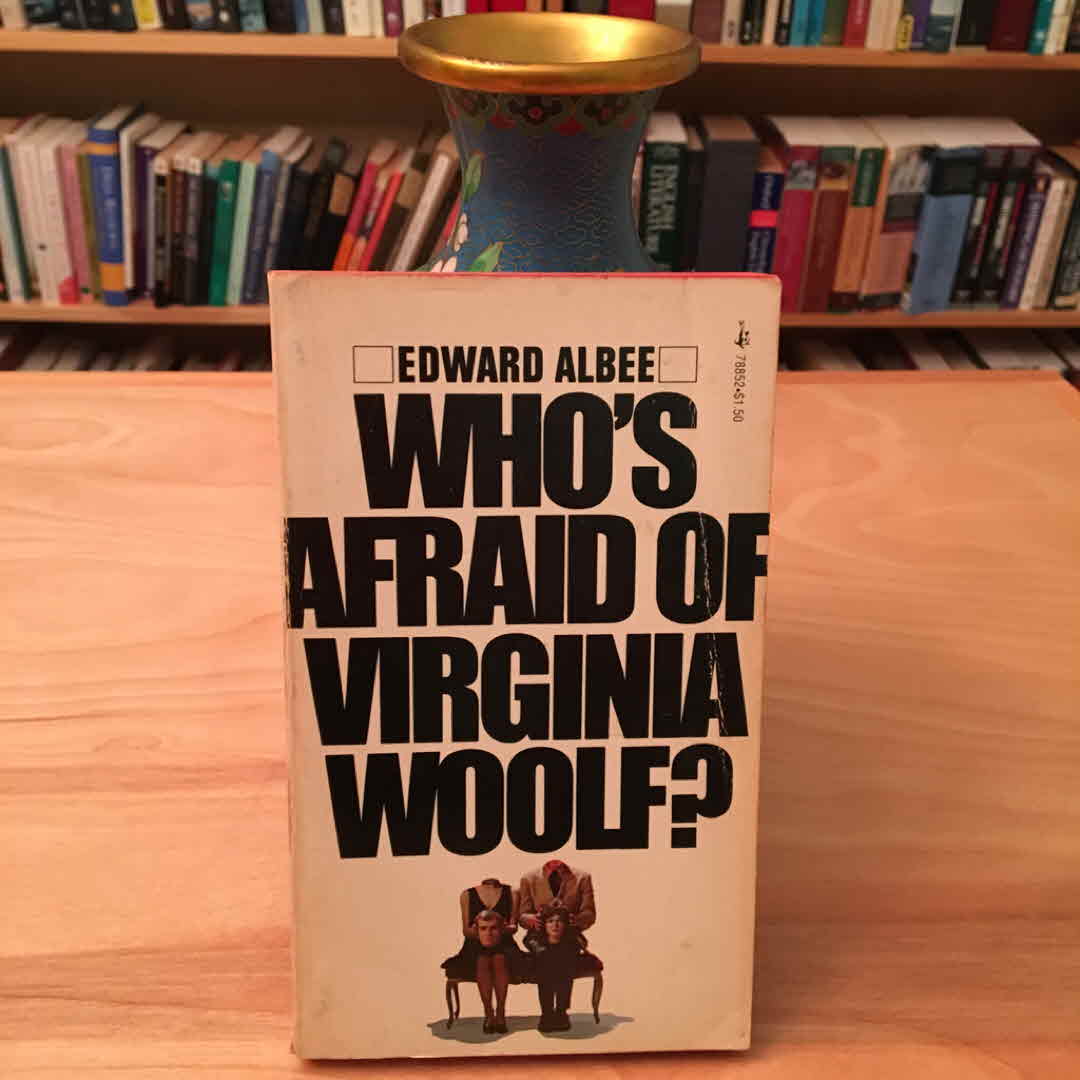 EDWARD ALBEE
WHO'S
AFRAID OF
VIRGINIA
WOOLF?
78852•$1.50